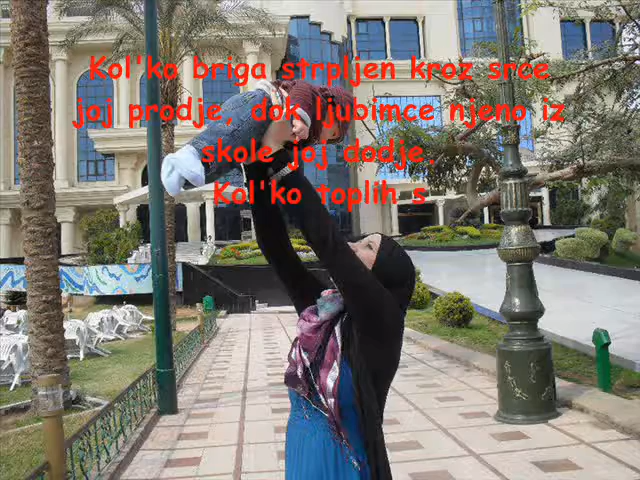 Kol'ko briga strpljen kroz srce
joj prodje, dok ljubimce njeno iz
skole joj dodje.
Kol'ko toplih s